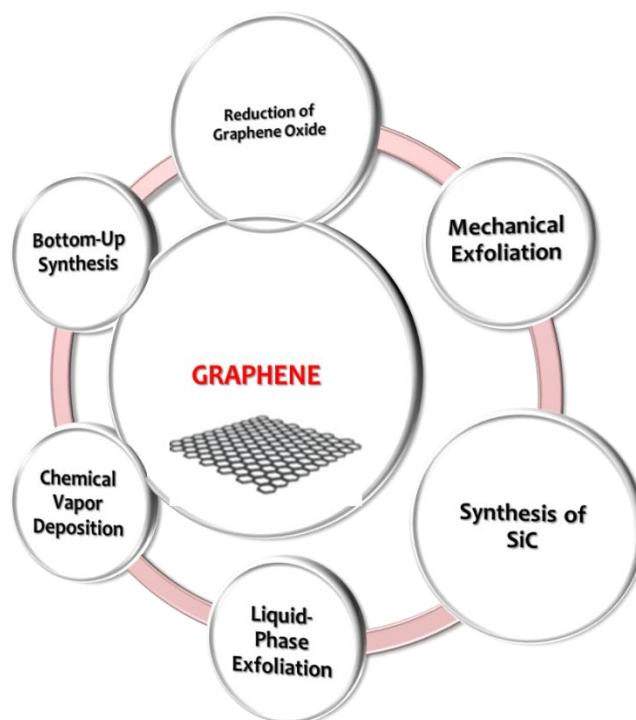 Reduction of
Graphene Oxide
Mechanical
Exfoliation
Synthesis of
SiC
Liquid-
Phase
Exfoliation
Chemical
Vapor
Deposition
Bottom-Up
Synthesis
GRAPHENE